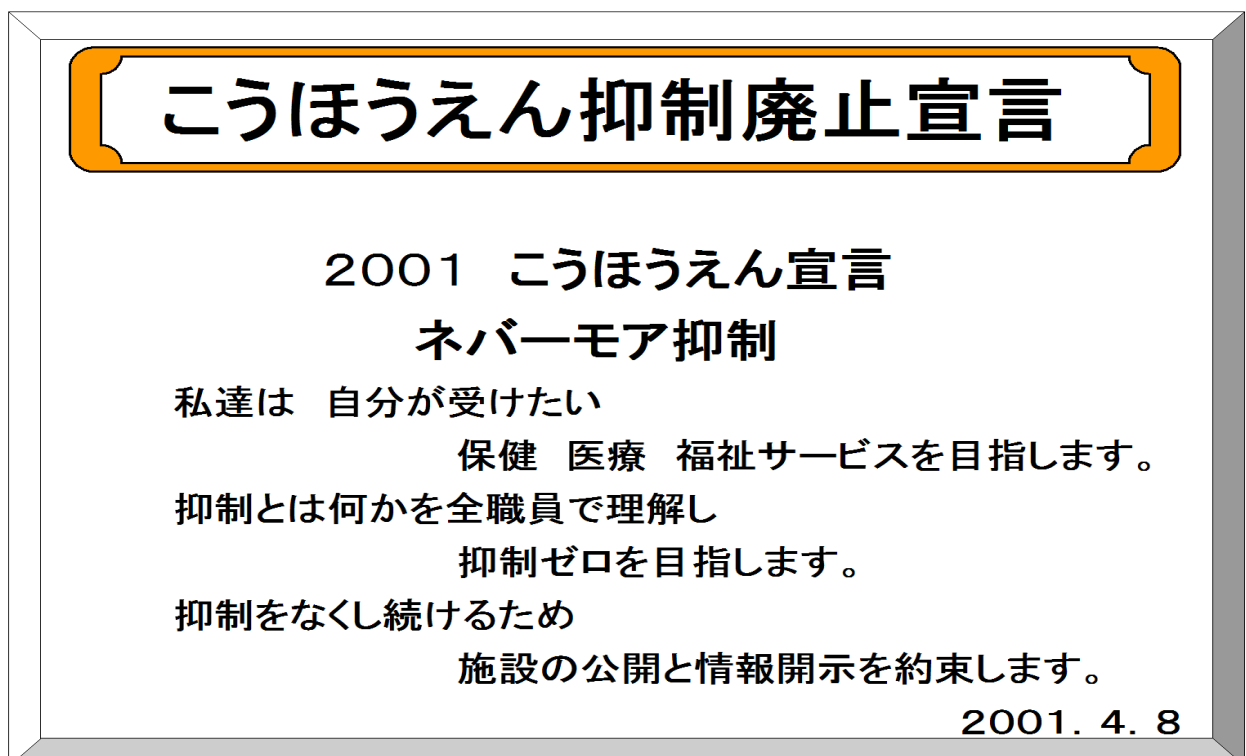 こうほうえん抑制廃止宣言
2001　こうほうえん宣言
ネバーモア抑制
私達は　自分が受けたい
保健　医療　福祉サービスを目指します。
抑制とは何かを全職員で理解し
抑制ゼロを目指します。
抑制をなくし続けるため
施設の公開と情報開示を約束します。
2001. 4. 8